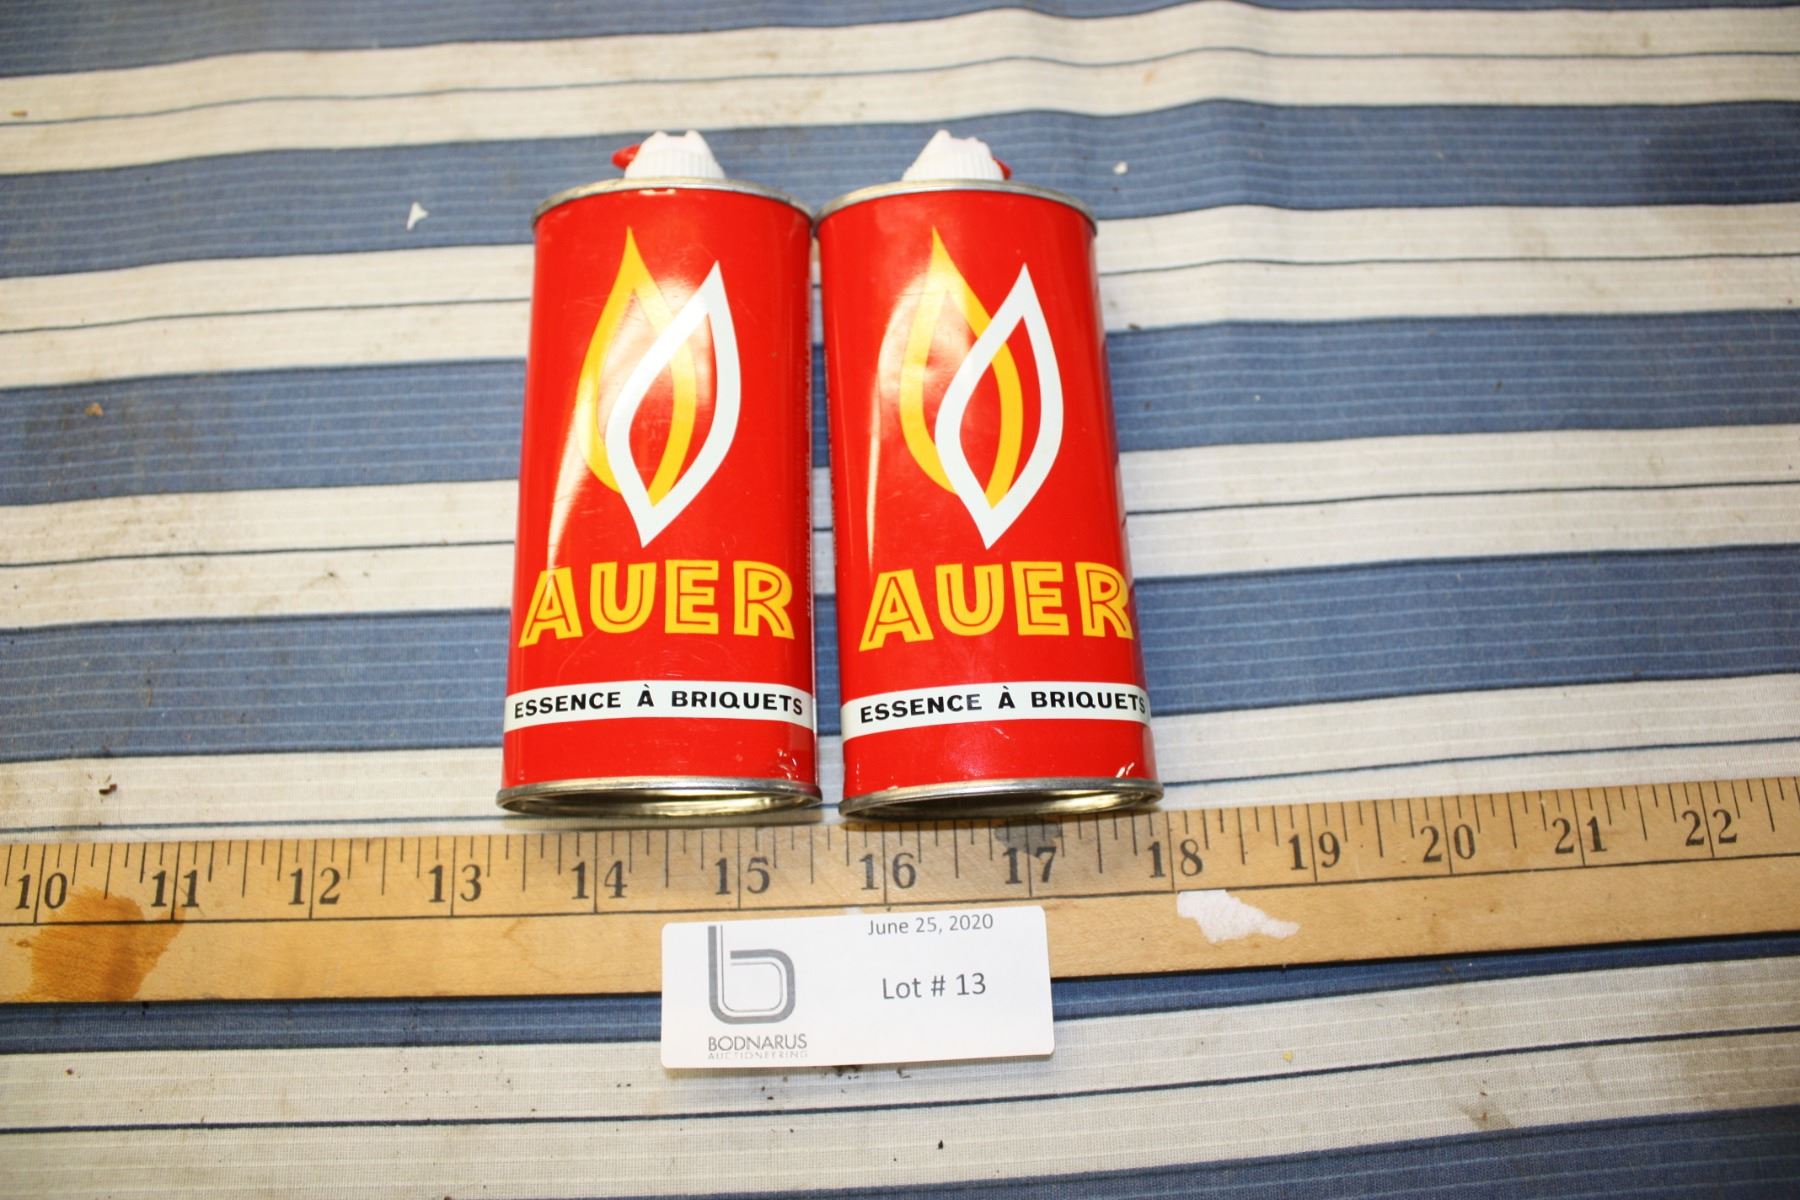 AUER
ESSENCE À BRIQUETS
AUER
ESSENCE À BRIQUETS
10 11 12 13 14 15 16 17 18 19 20 21 22
June 25, 2020
Lot # 13
BODNARUS
AUCTIONEERING